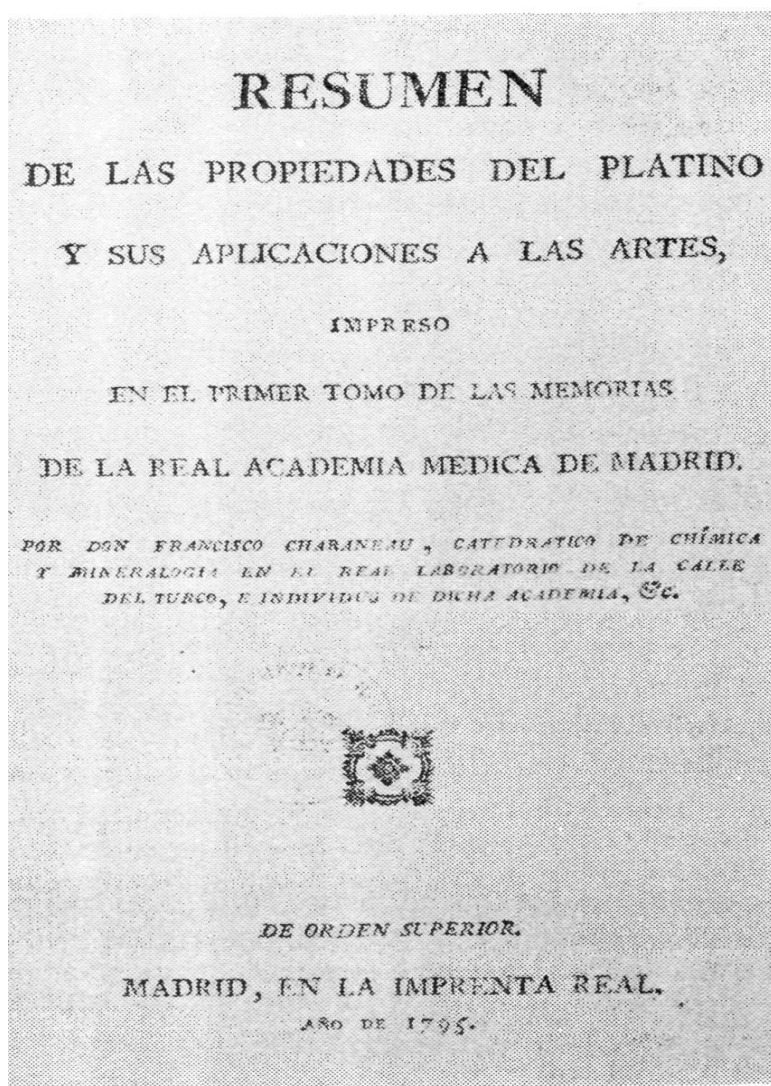 RESUMEN
DE LAS PROPIEDADES DEL PLATINO
Y SUS APLICACIONES A LAS ARTES,
IMPRESO
EN EL PRIMER TOMO DE LAS MEMORIAS
DE LA REAL ACADEMIA MEDICA DE MADRID.
POR DON FRANCISCO CHABANEAU, CATEDRATICO DE CHÍMICA
Y MINERALOGIA EN EL REAL LABORATORIO DE LA CALLE
DEL TURCO, E INDIVIDUO DE DICHA ACADEMIA, &c.
DE ORDEN SUPERIOR.
MADRID, EN LA IMPRENTA REAL.
AÑO DE 1795.